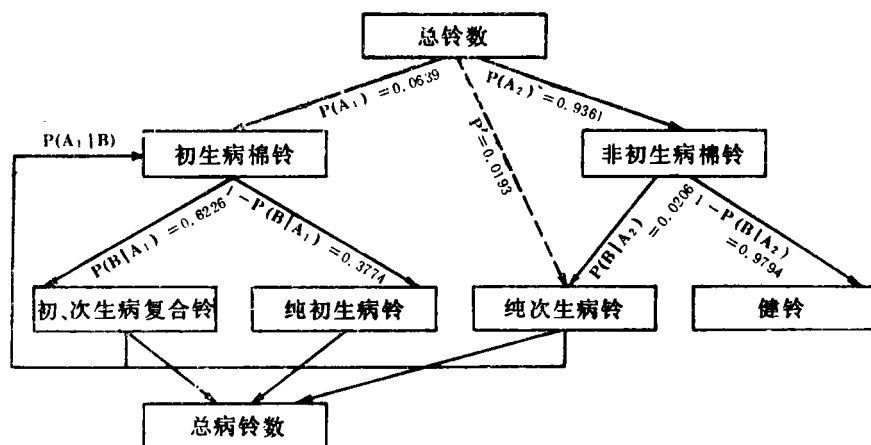 总铃数
P(A₁)=0.0639
P(A₂)=0.9361
P(A₁|B)
初生病棉铃
P'=0.0193
非初生病棉铃
P(B|A₁)=0.6226
1-P(B|A₁)=0.3774
P(B|A₂)=0.0206
1-P(B|A₂)=0.9794
初、次生病复合铃
纯初生病铃
纯次生病铃
健铃
总病铃数